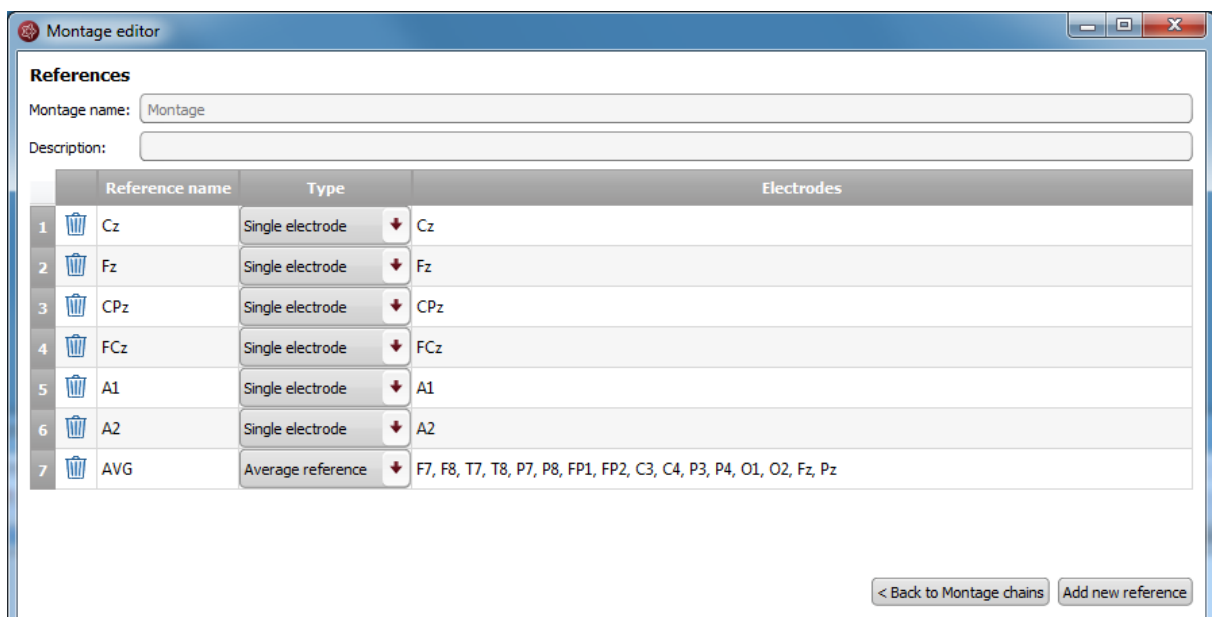 Montage editor
References
Montage name: Montage
Description:
Reference name Type Electrodes
1 Cz Single electrode Cz
2 Fz Single electrode Fz
3 CPz Single electrode CPz
4 FCz Single electrode FCz
5 A1 Single electrode A1
6 A2 Single electrode A2
7 AVG Average reference F7, F8, T7, T8, P7, P8, FP1, FP2, C3, C4, P3, P4, O1, O2, Fz, Pz
< Back to Montage chains Add new reference